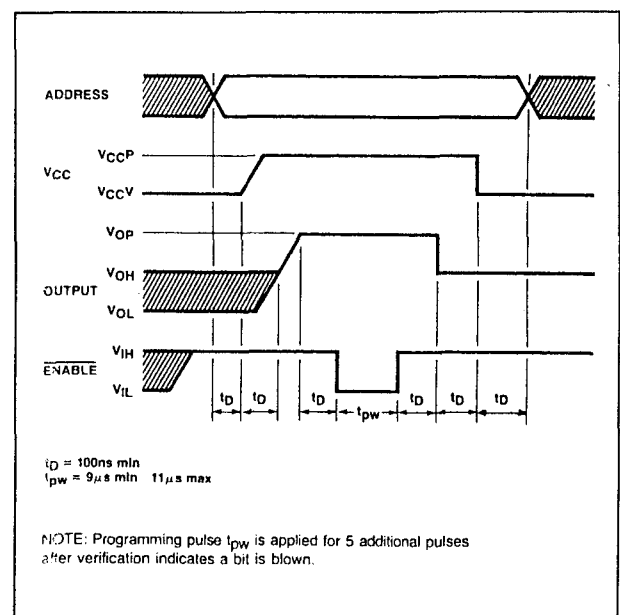 ADDRESS
VCC
VCCP
VCCV
VOP
OUTPUT
VOH
VOL
ENABLE
VIH
VIL
tD tD tD tpw tD tD tD
tD = 100ns min
tpw = 9μs min 11μs max
NOTE: Programming pulse tpw is applied for 5 additional pulses
after verification indicates a bit is blown.